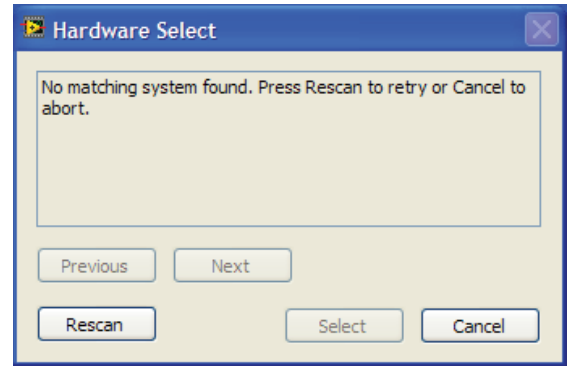 Hardware Select
No matching system found. Press Rescan to retry or Cancel to
abort.
Previous
Next
Rescan
Select
Cancel